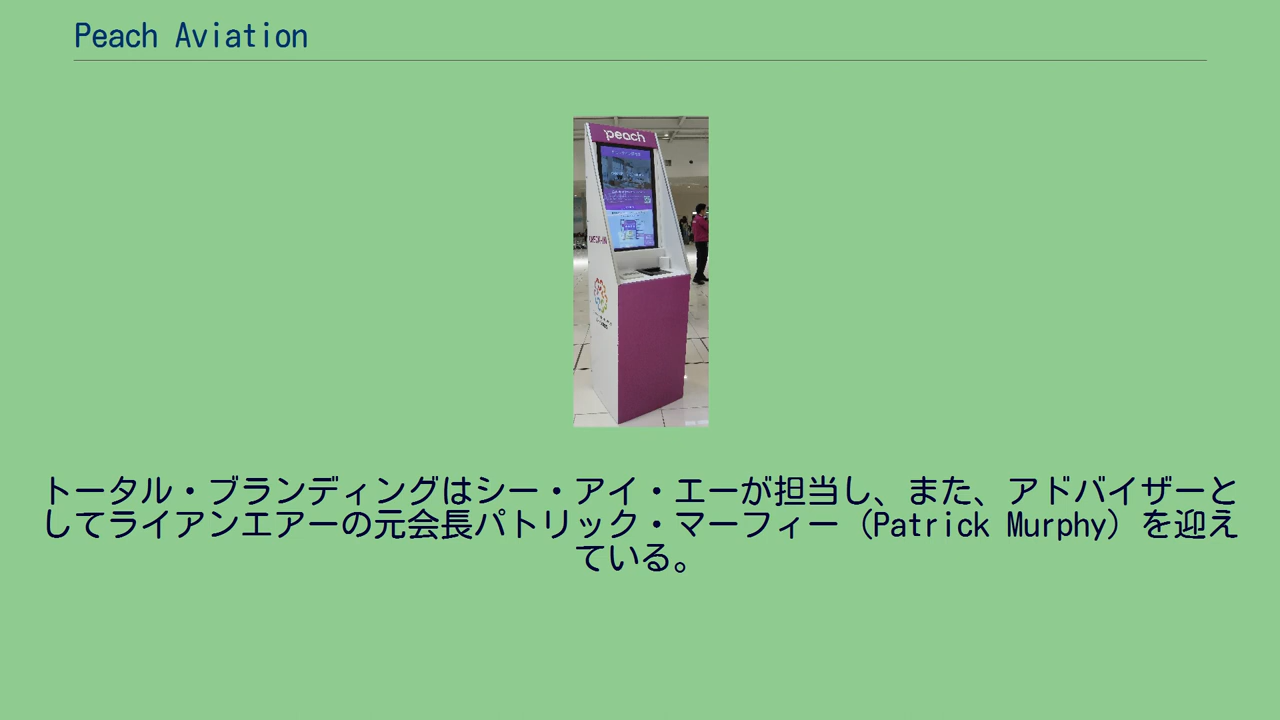 Peach Aviation
peach
トータル・ブランディングはシー・アイ・エーが担当し、また、アドバイザーと
してライアンエアーの元会長パトリック・マーフィー（Patrick Murphy）を迎え
ている。